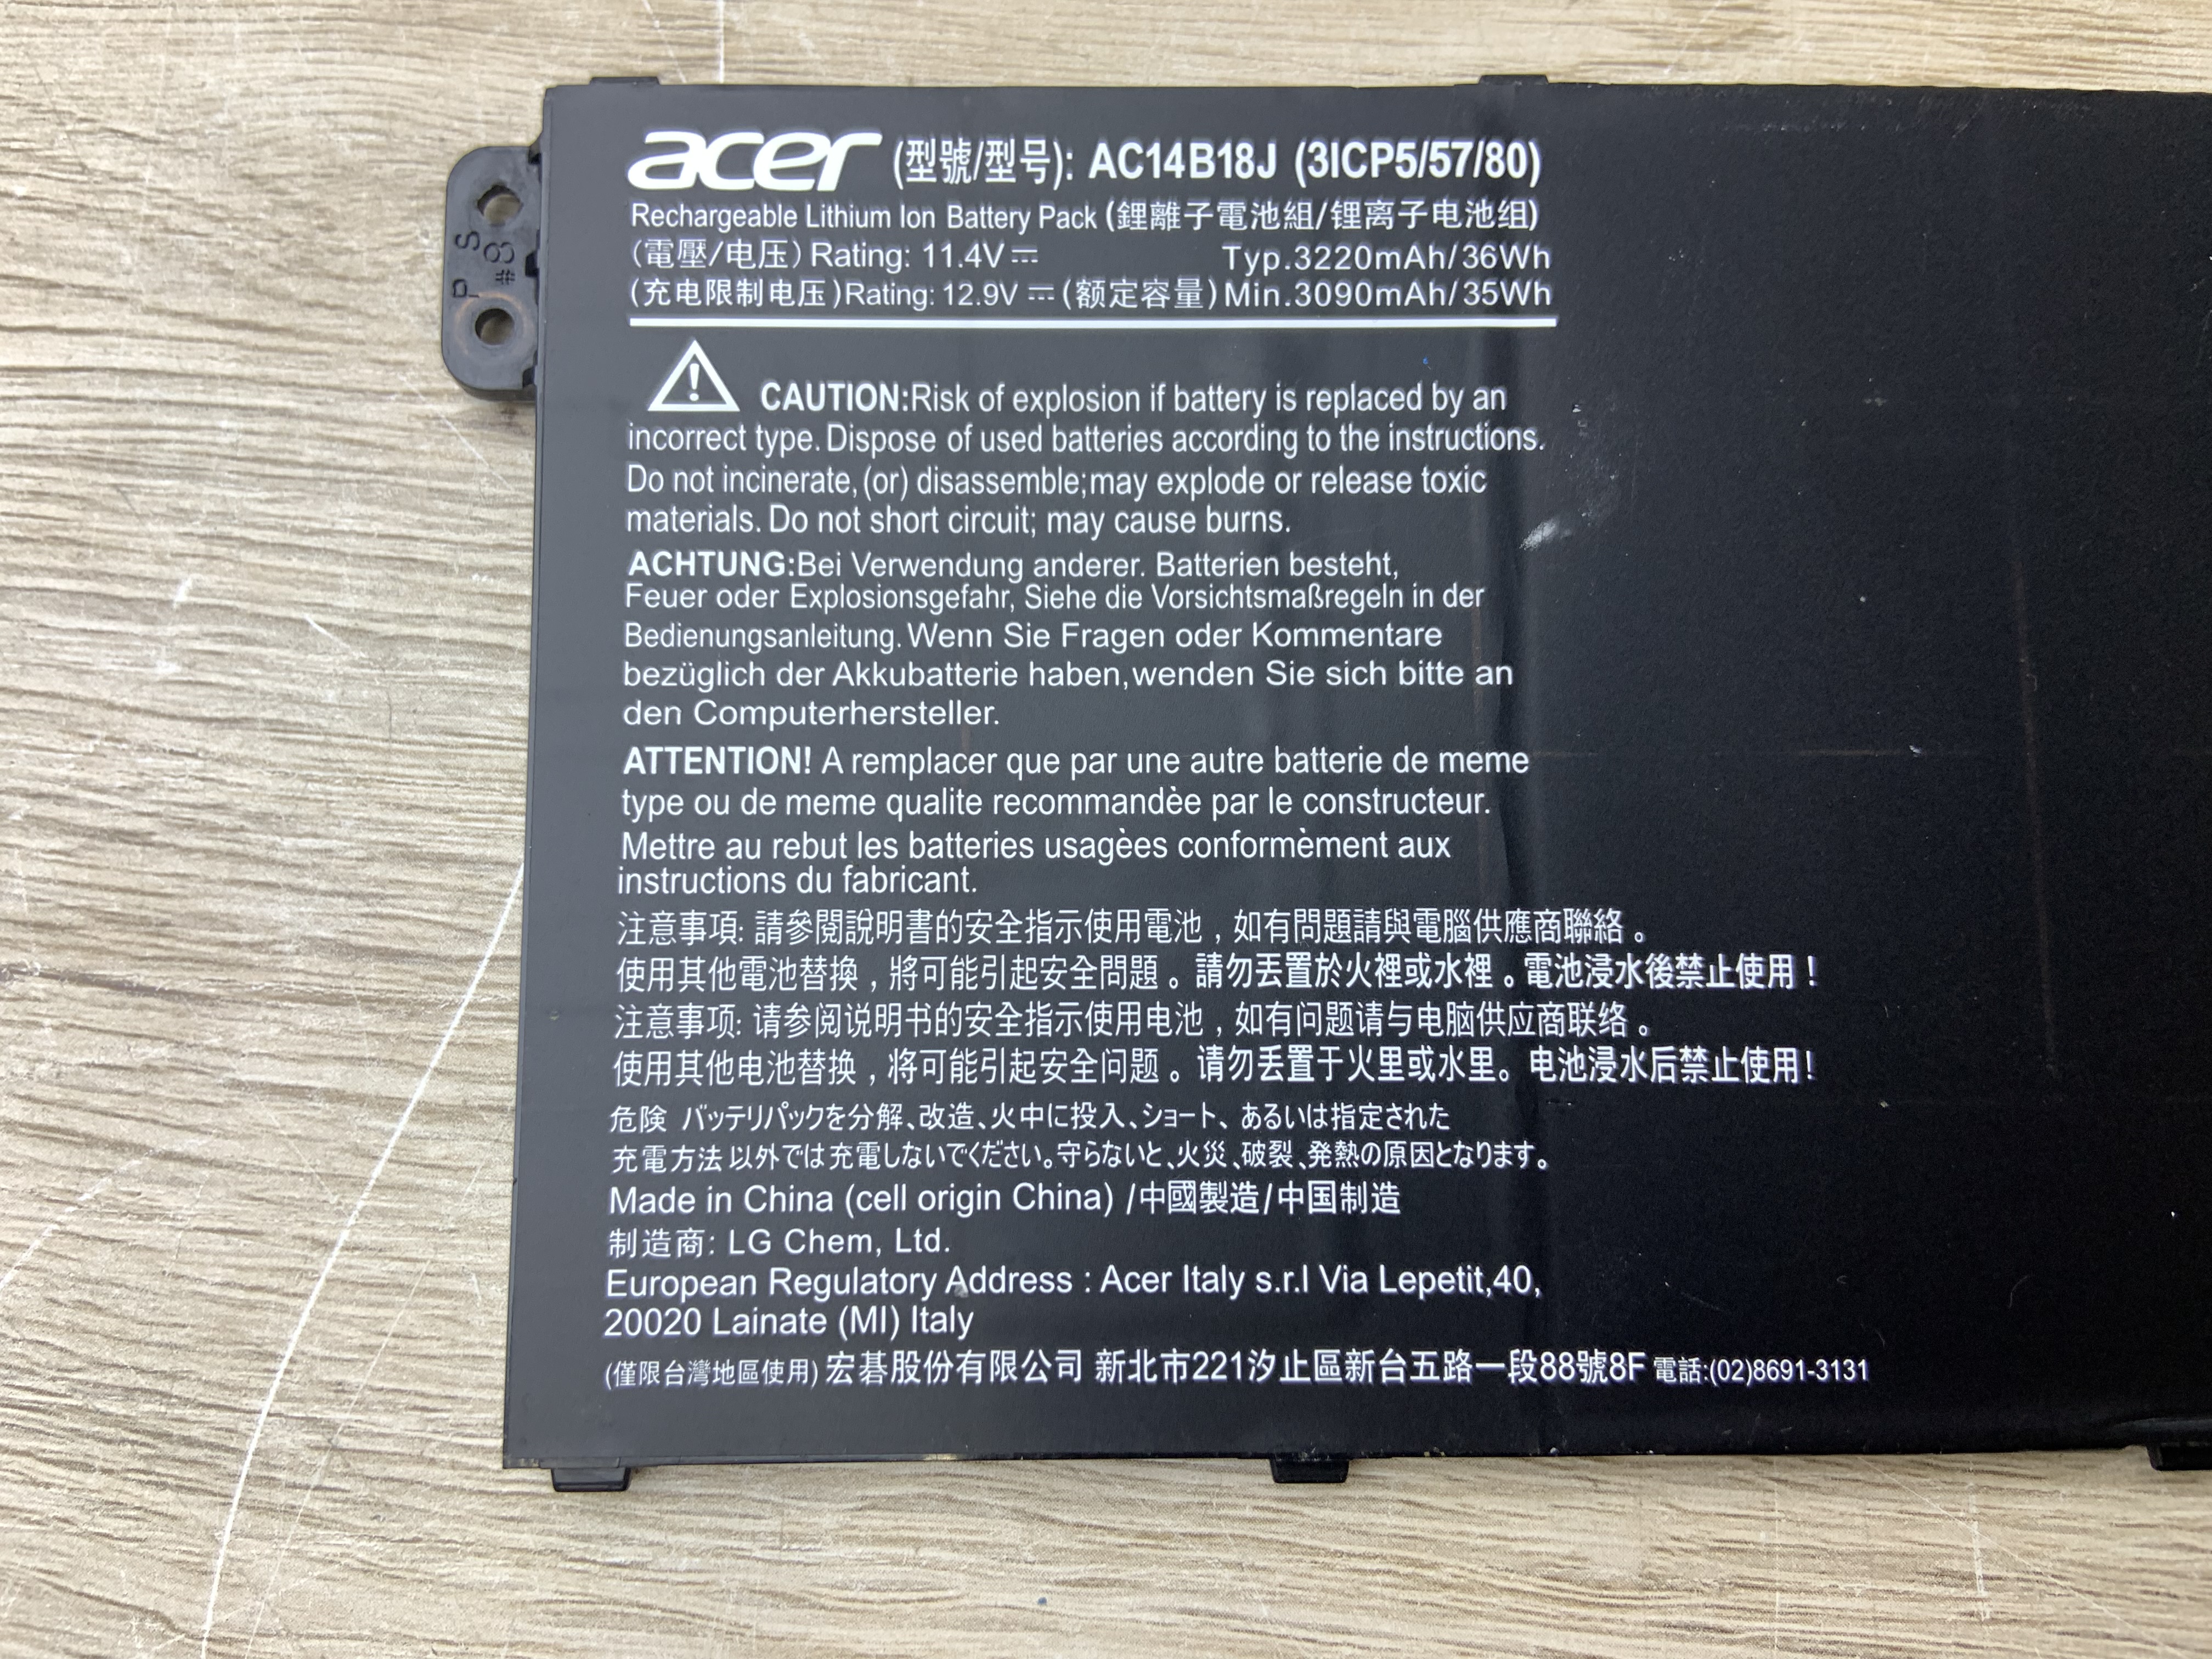 acer (型號/型号): AC14B18J (3ICP5/57/80)
Rechargeable Lithium Ion Battery Pack (鋰離子電池組/锂离子电池组)
(電壓/电压) Rating: 11.4V⎓ Typ.3220mAh/36Wh
(充电限制电压)Rating: 12.9V ⎓ (额定容量) Min.3090mAh/35Wh
CAUTION:Risk of explosion if battery is replaced by an
incorrect type. Dispose of used batteries according to the instructions.
Do not incinerate, (or) disassemble;may explode or release toxic
materials. Do not short circuit; may cause burns.
ACHTUNG:Bei Verwendung anderer. Batterien besteht,
Feuer oder Explosionsgefahr, Siehe die Vorsichtsmaßregeln in der
Bedienungsanleitung. Wenn Sie Fragen oder Kommentare
bezüglich der Akkubatterie haben,wenden Sie sich bitte an
den Computerhersteller.
ATTENTION! A remplacer que par une autre batterie de meme
type ou de meme qualite recommandèe par le constructeur.
Mettre au rebut les batteries usagèes conformèment aux
instructions du fabricant.
注意事項: 請參閱說明書的安全指示使用電池，如有問題請與電腦供應商聯絡。
使用其他電池替換，將可能引起安全問題。請勿丟置於火裡或水裡。電池浸水後禁止使用！
注意事项: 请参阅说明书的安全指示使用电池，如有问题请与电脑供应商联络。
使用其他电池替换，将可能引起安全问题。请勿丢置于火里或水里。电池浸水后禁止使用!
危険 バッテリパックを分解、改造、火中に投入、ショート、あるいは指定された
充電方法以外では充電しないでください。守らないと、火災、破裂、発熱の原因となります。
Made in China (cell origin China) /中國製造/中国制造
制造商: LG Chem, Ltd.
European Regulatory Address : Acer Italy s.r.l Via Lepetit,40,
20020 Lainate (MI) Italy
(僅限台灣地區使用) 宏碁股份有限公司 新北市221汐止區新台五路一段88號8F 電話:(02)8691-3131
P S
#8